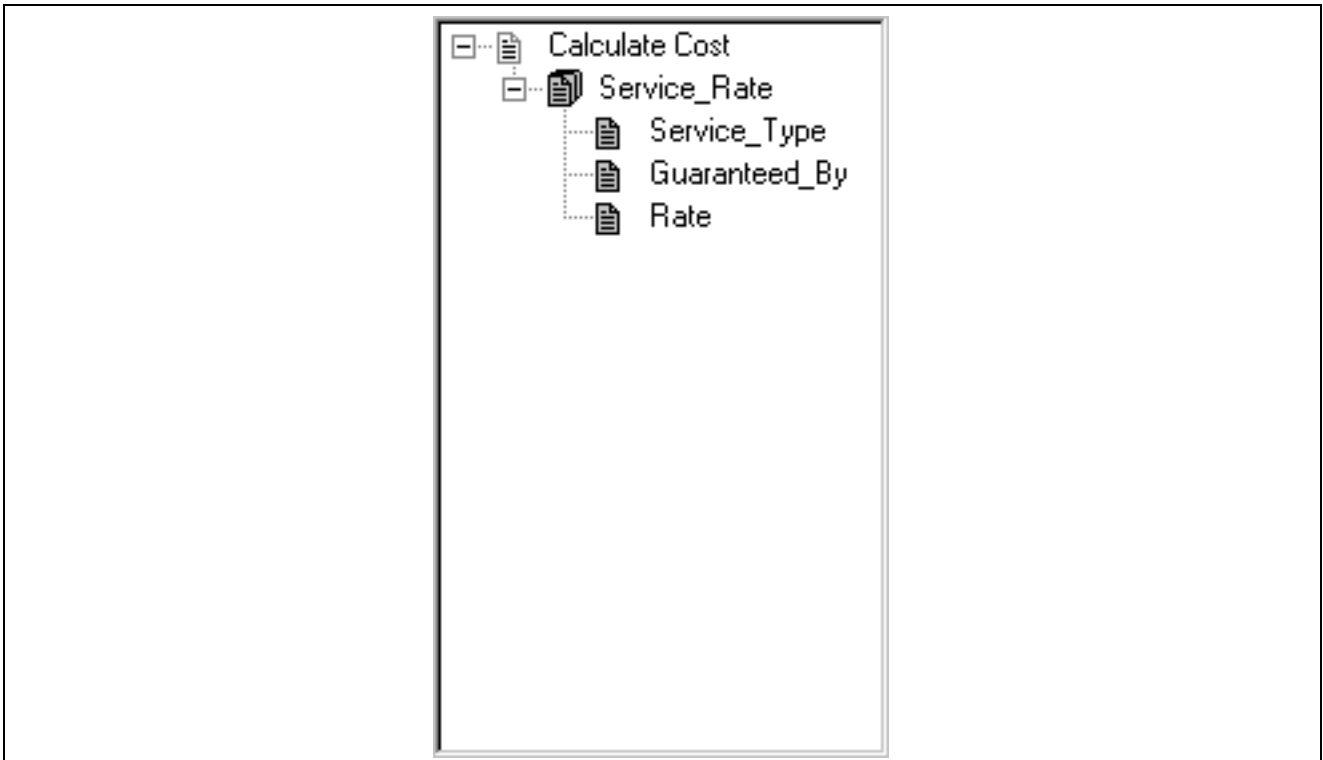 Calculate Cost
Service_Rate
Service_Type
Guaranteed_By
Rate